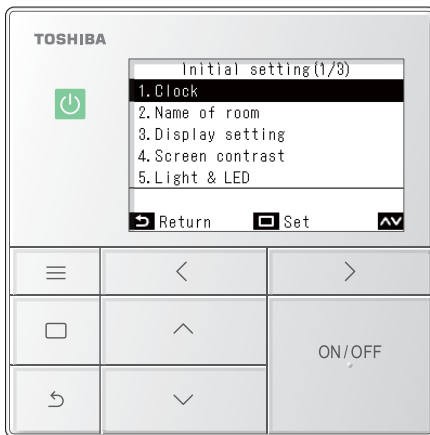 TOSHIBA
Initial setting(1/3)
1.Clock
2.Name of room
3.Display setting
4.Screen contrast
5.Light & LED
Return Set
ON/OFF